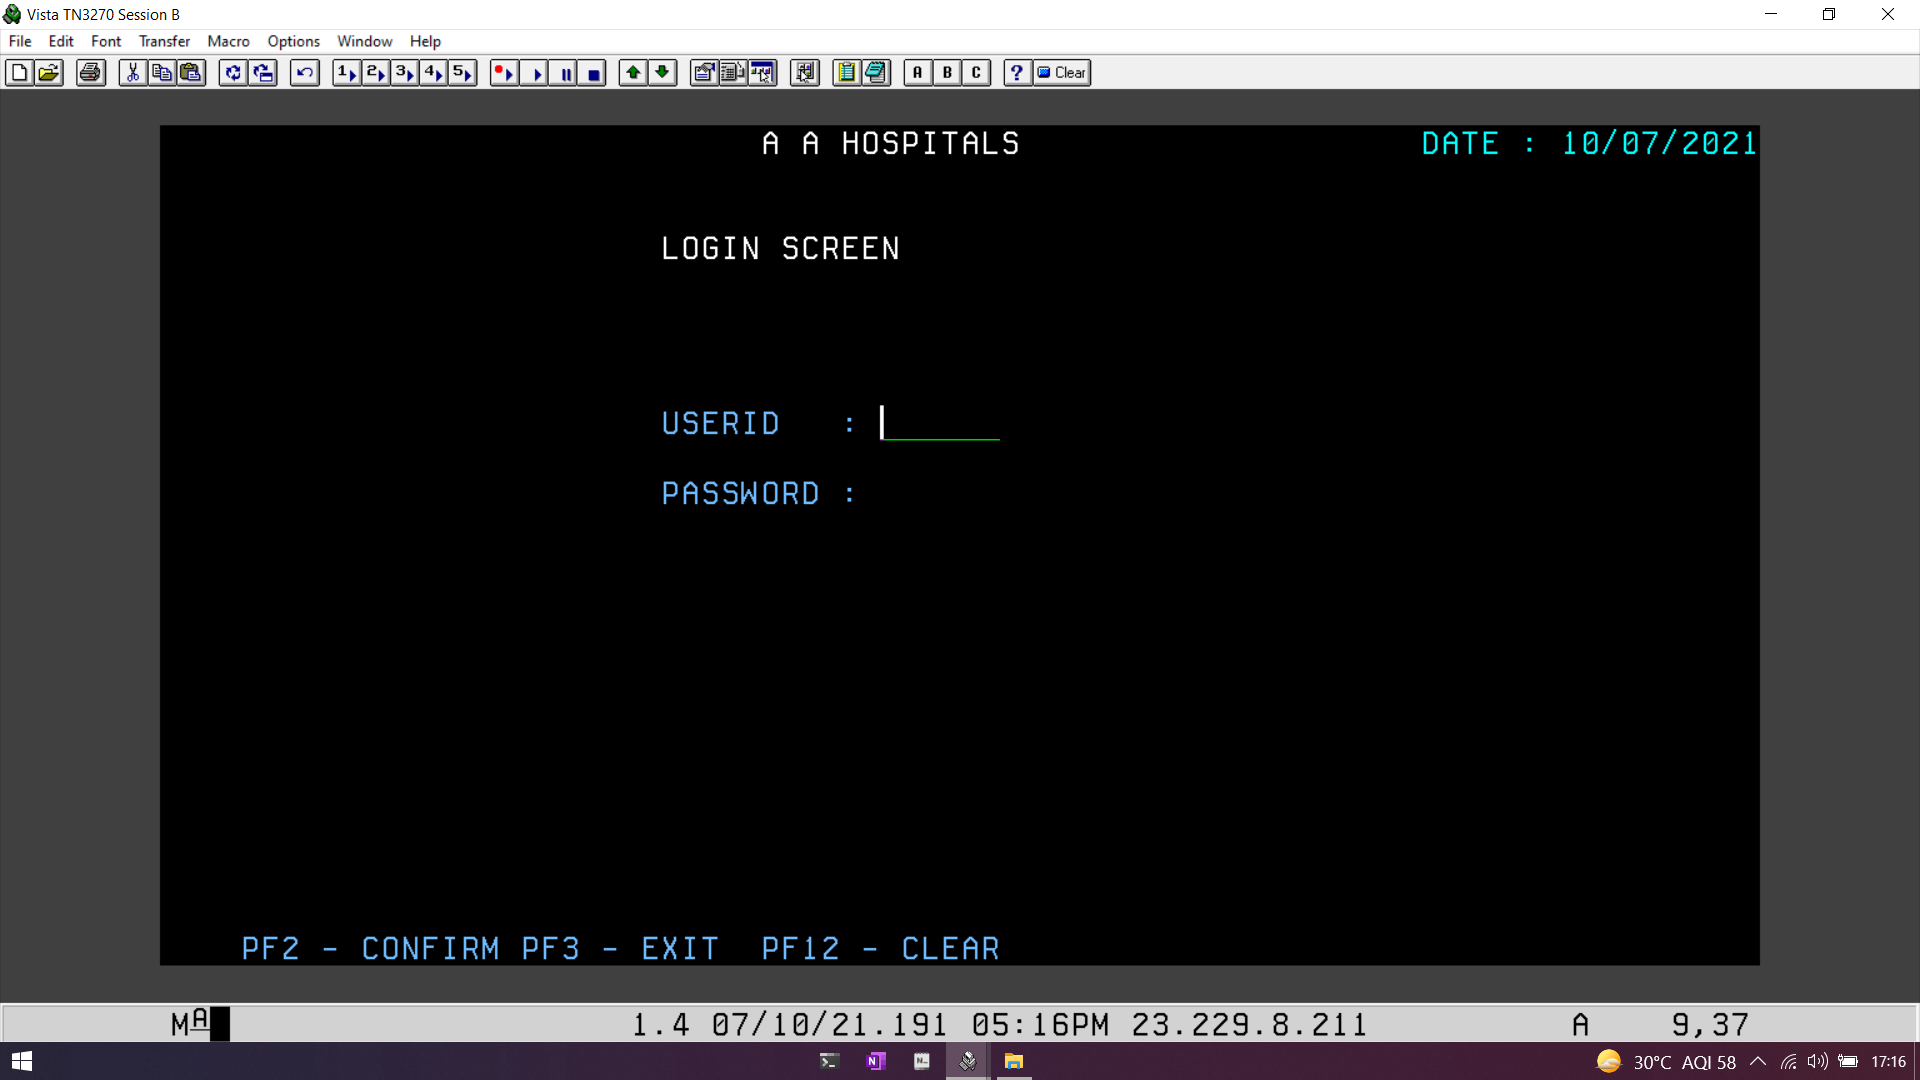 Vista TN3270 Session B
File Edit Font Transfer Macro Options Window Help
1 2 3 4 5 A B C ? Clear
A A HOSPITALS DATE : 10/07/2021
LOGIN SCREEN
USERID :
PASSWORD :
PF2 - CONFIRM PF3 - EXIT PF12 - CLEAR
MA 1.4 07/10/21.191 05:16PM 23.229.8.211 A 9,37
30°C AQI 58 17:16